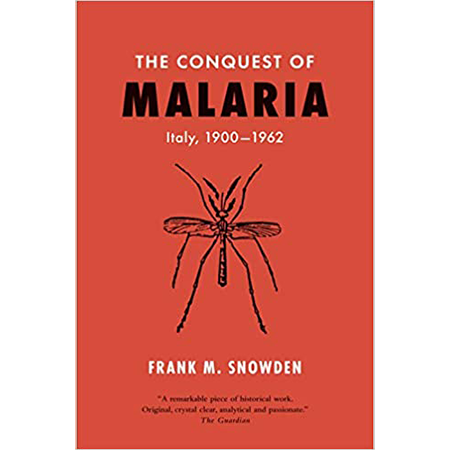 THE CONQUEST OF
MALARIA
Italy, 1900–1962
FRANK M. SNOWDEN
"A remarkable piece of historical work.
Original, crystal clear, analytical and passionate."
The Guardian